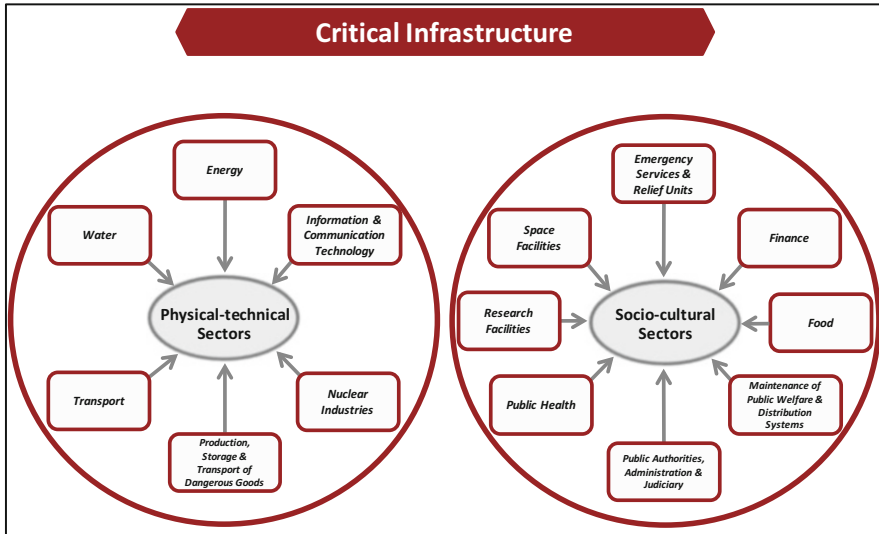 Critical Infrastructure
Energy
Water
Information &
Communication
Technology
Physical-technical
Sectors
Transport
Nuclear
Industries
Production,
Storage &
Transport of
Dangerous Goods
Emergency
Services &
Relief Units
Space
Facilities
Finance
Research
Facilities
Socio-cultural
Sectors
Food
Public Health
Maintenance of
Public Welfare &
Distribution
Systems
Public Authorities,
Administration &
Judiciary